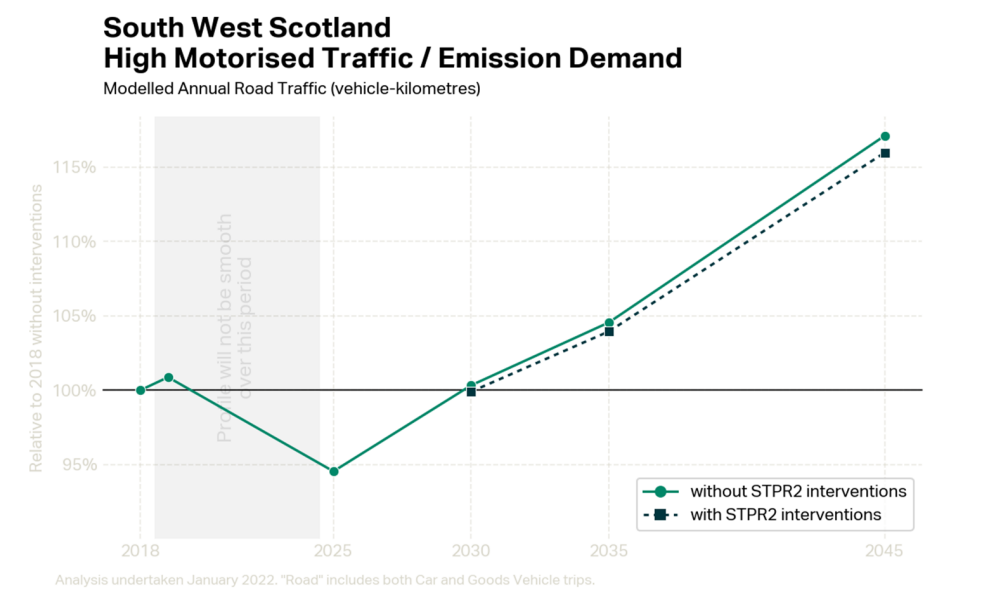 South West Scotland
High Motorised Traffic / Emission Demand
Modelled Annual Road Traffic (vehicle-kilometres)
Relative to 2018 without interventions
115%
110%
105%
100%
95%
Profile will not be smooth
over this period
without STPR2 interventions
with STPR2 interventions
2018
2025
2030
2035
2045
Analysis undertaken January 2022. "Road" includes both Car and Goods Vehicle trips.